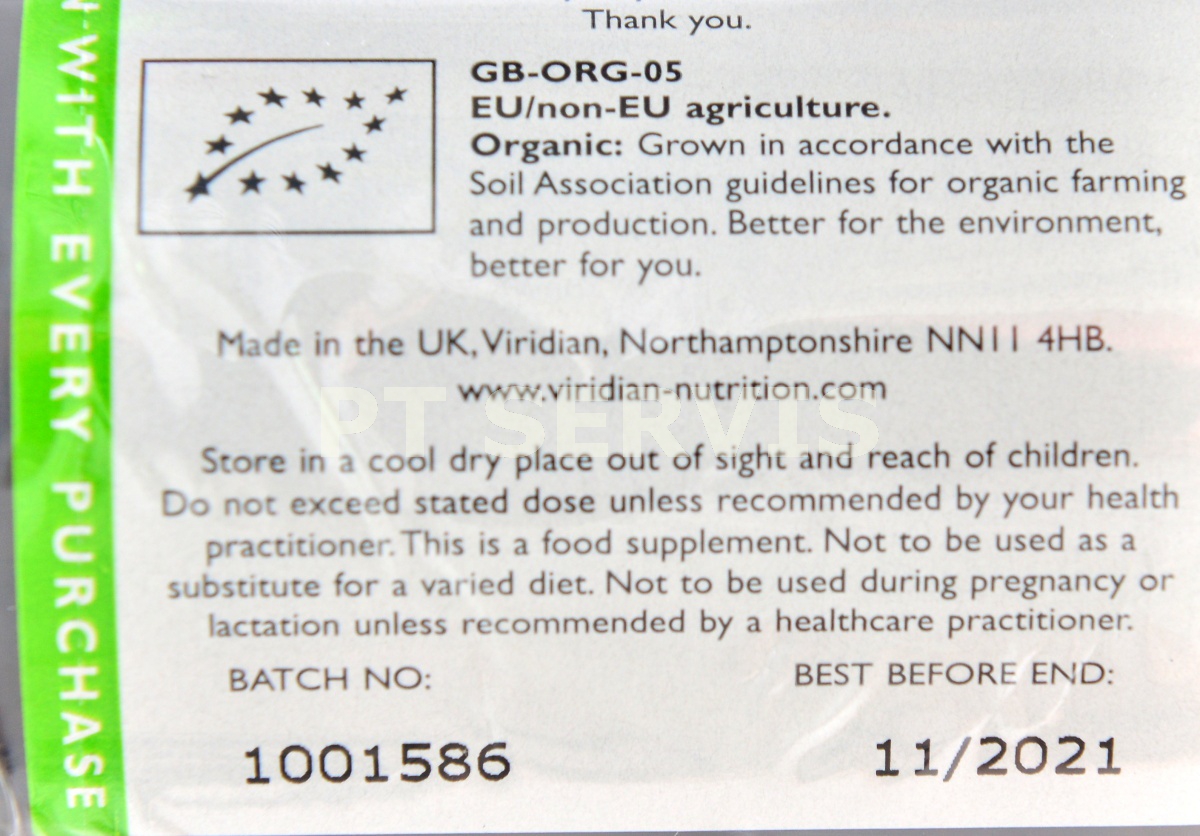 Thank you.
GB-ORG-05
EU/non-EU agriculture.
Organic: Grown in accordance with the
Soil Association guidelines for organic farming
and production. Better for the environment,
better for you.
Made in the UK, Viridian, Northamptonshire NN11 4HB.
www.viridian-nutrition.com
PT SERVIS
Store in a cool dry place out of sight and reach of children.
Do not exceed stated dose unless recommended by your health
practitioner. This is a food supplement. Not to be used as a
substitute for a varied diet. Not to be used during pregnancy or
lactation unless recommended by a healthcare practitioner.
BATCH NO:
BEST BEFORE END:
1001586
11/2021
WITH EVERY PURCHASE